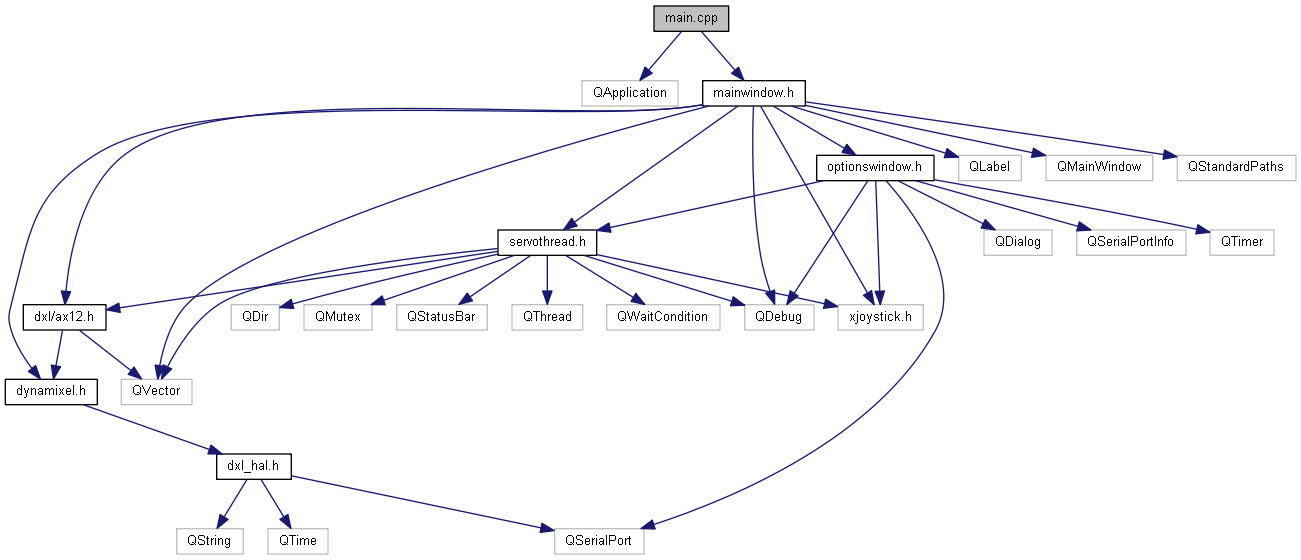 main.cpp
QApplication
mainwindow.h
optionswindow.h
QLabel
QMainWindow
QStandardPaths
servothread.h
QDialog
QSerialPortInfo
QTimer
dxl/ax12.h
QDir
QMutex
QStatusBar
QThread
QWaitCondition
QDebug
xjoystick.h
dynamixel.h
QVector
dxl_hal.h
QString
QTime
QSerialPort